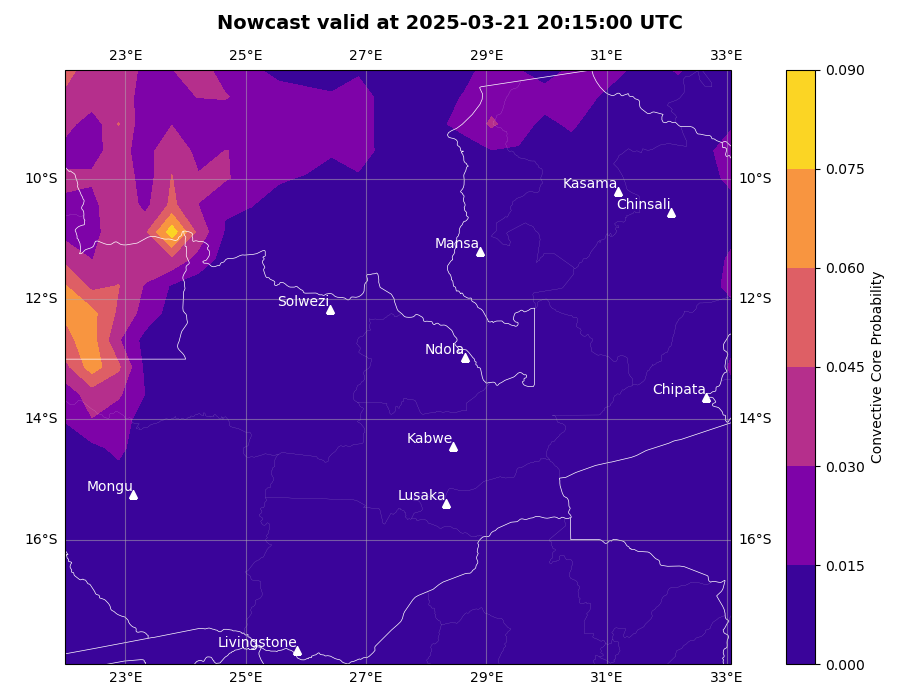 Nowcast valid at 2025-03-21 20:15:00 UTC
23°E 25°E 27°E 29°E 31°E 33°E
0.090
0.075
10°S 10°S
Kasama
Chinsali
Mansa
0.060
12°S 12°S
Solwezi
Ndola
0.045
Chipata
14°S 14°S
Kabwe
0.030
Mongu
Lusaka
16°S 16°S
0.015
Livingstone
0.000
23°E 25°E 27°E 29°E 31°E 33°E
Convective Core Probability